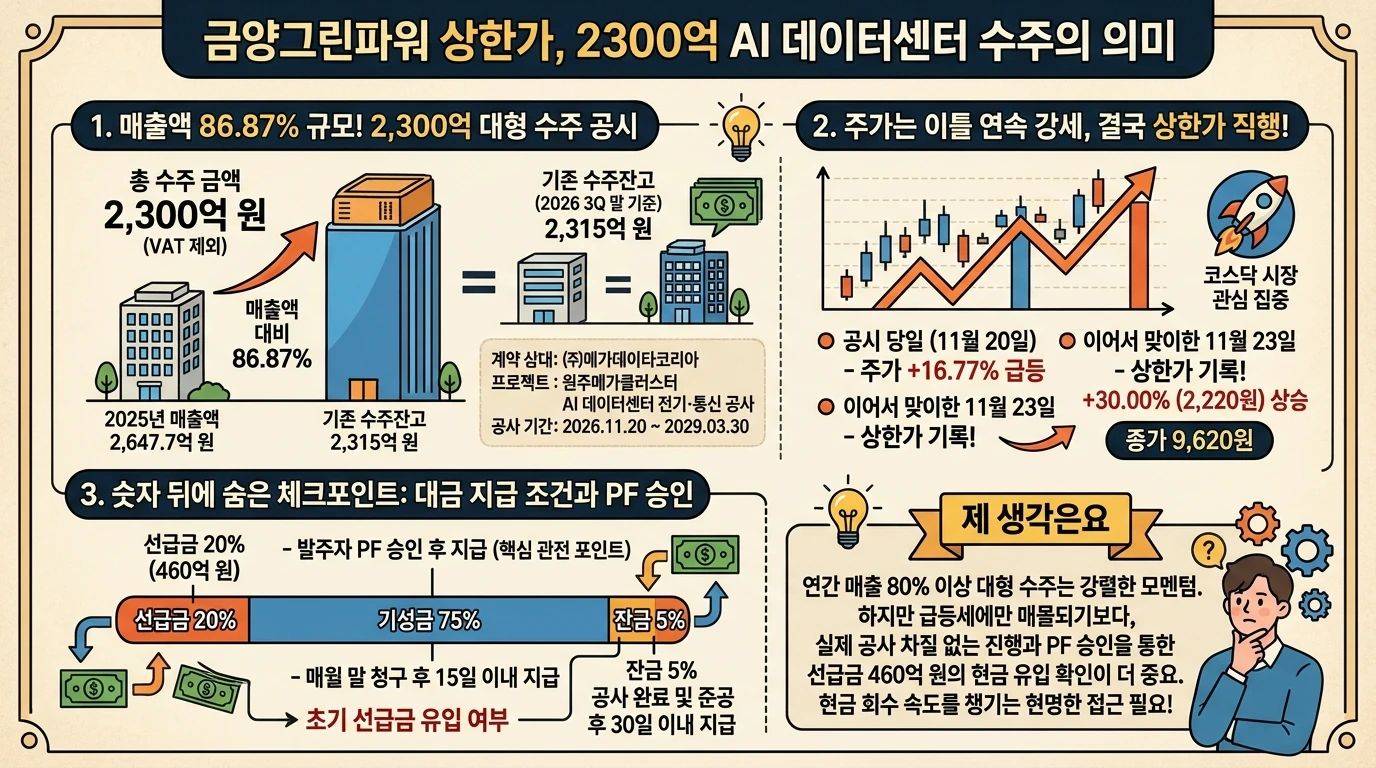 금양그린파워 상한가, 2300억 AI 데이터센터 수주의 의미
1. 매출액 86.87% 규모! 2,300억 대형 수주 공시
총 수주 금액
2,300억 원
(VAT 제외)
매출액
대비
86.87%
2025년 매출액
2,647.7억 원
기존 수주잔고
2,315억 원
=
기존 수주잔고
(2026 3Q 말 기준)
2,315억 원
=
계약 삼대: (주)메가데이타코리아
프로젝트 : 원주메가클러스터
AI 데이터센터 전기·통신 공사
공사 기간: 2026.11.20 ~ 2029.03.30
2. 주가는 이틀 연속 강세, 결국 상한가 직행!
코스닥 시장
관심 집중
공시 당일 (11월 20일)
– 주가 +16.77% 급등
이어서 맞이한 11월 23일
– 상한가 기록!
이어서 맞이한 11월 23일
– 상한가 기록!
+30.00% (2,220원) 상승
종가 9,620원
3. 숫자 뒤에 숨은 체크포인트: 대금 지급 조건과 PF 승인
선급금 20%
(460억 원)
– 발주자 PF 승인 후 지급 (핵심 관전 포인트)
선급금 20%
기성금 75%
잔금 5%
– 매월 말 청구 후 15일 이내 지급
초기 선급금 유입 여부
잔금 5%
공사 완료 및 준공
후 30일 이내 지급
제 생각은요
?
연간 매출 80% 이상 대형 수주는 강렬한 모멘텀.
하지만 급등세에만 매몰되기보다,
실제 공사 차질 없는 진행과 PF 승인을 통한
선급금 460억 원의 현금 유입 확인이 더 중요.
현금 회수 속도를 챙기는 현명한 접근 필요!